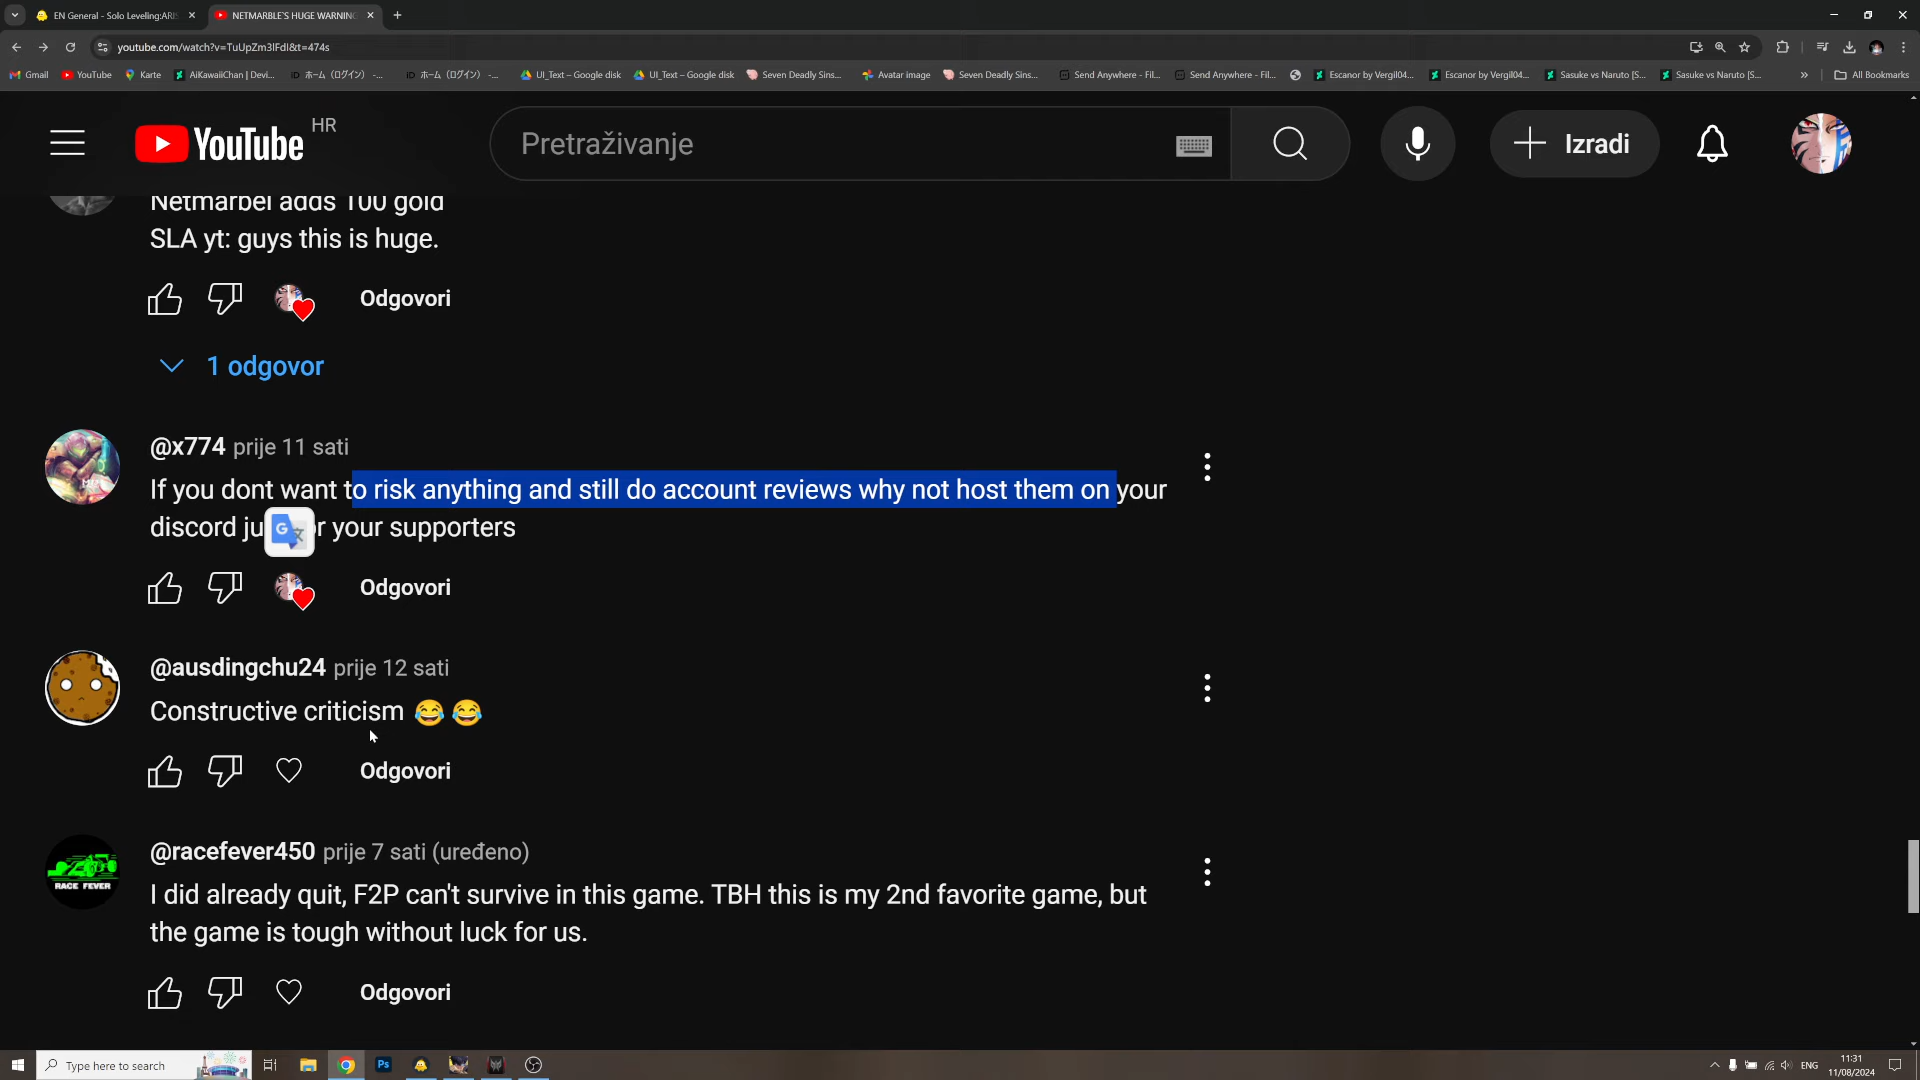 EN General - Solo Leveling:ARI
NETMARBLE'S HUGE WARNING
youtube.com/watch?v=TuUpZm3lFdI&t=474s
Gmail
YouTube
Karte
AiKawaiiChan | Devi...
ホーム（ログイン） -...
ホーム（ログイン） -...
UI_Text – Google disk
UI_Text – Google disk
Seven Deadly Sins...
Avatar image
Seven Deadly Sins...
Send Anywhere - Fil...
Send Anywhere - Fil...
Escanor by Vergil04...
Escanor by Vergil04...
Sasuke vs Naruto [S...
Sasuke vs Naruto [S...
»
All Bookmarks
YouTube HR
Pretraživanje
Izradi
Netmarbel adds 100 gold
SLA yt: guys this is huge.
Odgovori
1 odgovor
@x774 prije 11 sati
If you dont want to risk anything and still do account reviews why not host them on your
discord ju r your supporters
Odgovori
@ausdingchu24 prije 12 sati
Constructive criticism 😂 😂
Odgovori
RACE FEVER
@racefever450 prije 7 sati (uređeno)
I did already quit, F2P can't survive in this game. TBH this is my 2nd favorite game, but
the game is tough without luck for us.
Odgovori
Type here to search
Ps
ENG
11:31
11/08/2024